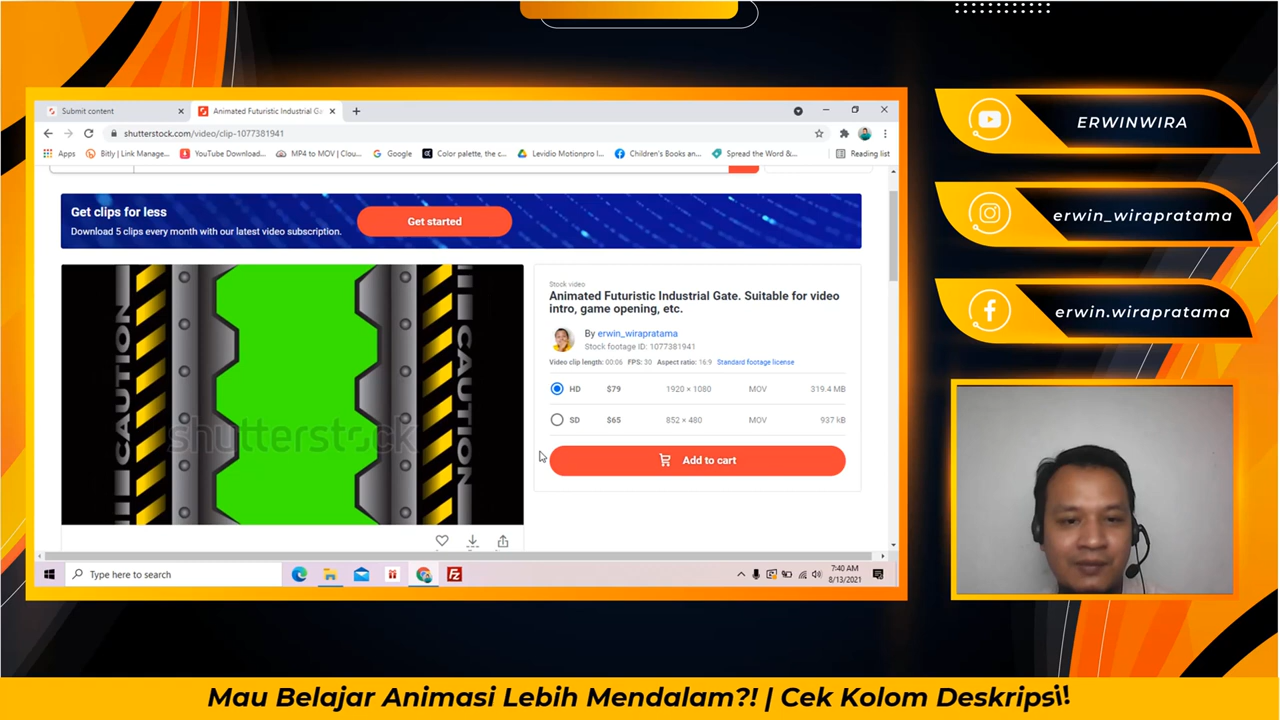 Submit content
Animated Futuristic Industrial Ga
shutterstock.com/video/clip-1077381941
Apps
Bitly | Link Manage...
YouTube Download...
MP4 to MOV | Clou...
Google
Color palette, the c...
Levidio Motionpro I...
Children's Books an...
Spread the Word &...
Reading list
Get clips for less
Download 5 clips every month with our latest video subscription.
Get started
CAUTION
CAUTION
shutterstock
Stock video
Animated Futuristic Industrial Gate. Suitable for video
intro, game opening, etc.
By erwin_wirapratama
Stock footage ID: 1077381941
Video clip length: 00:06 FPS: 30 Aspect ratio: 16:9 Standard footage license
HD $79 1920 × 1080 MOV 319.4 MB
SD $65 852 × 480 MOV 937 kB
Add to cart
Type here to search
7:40 AM
8/13/2021
ERWINWIRA
erwin_wirapratama
erwin.wirapratama
Mau Belajar Animasi Lebih Mendalam?! | Cek Kolom Deskripsi!